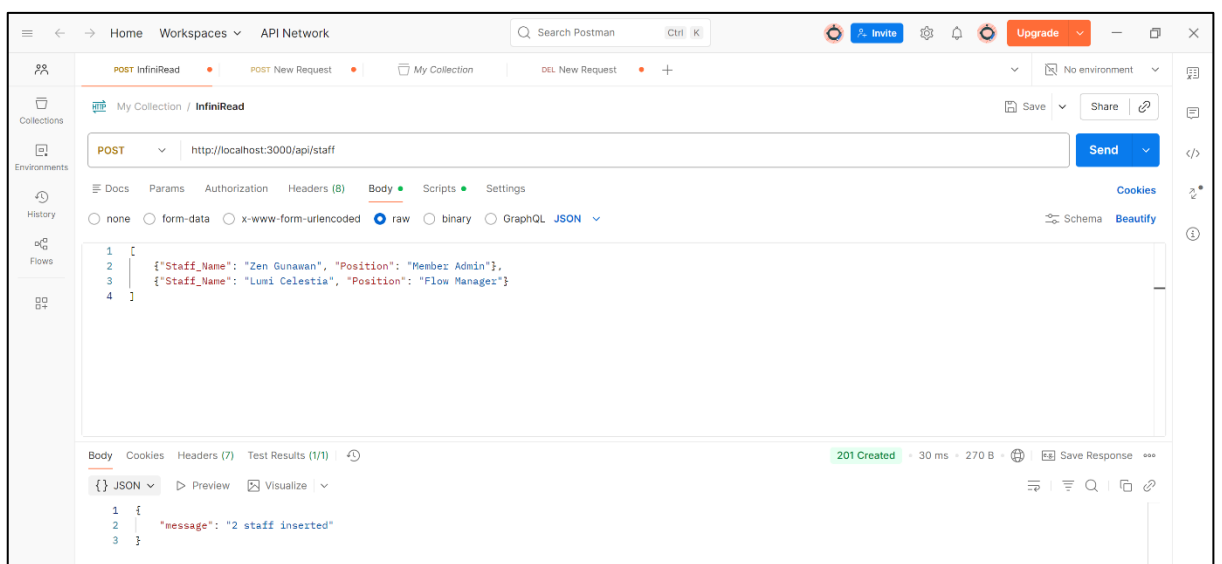 Home Workspaces API Network Search Postman Ctrl K Invite Upgrade
POST InfiniRead POST New Request My Collection DEL New Request + No environment
Collections
HTTP My Collection / InfiniRead Save Share
Environments
POST http://localhost:3000/api/staff Send
History
Docs Params Authorization Headers (8) Body Scripts Settings Cookies
Flows
none form-data x-www-form-urlencoded raw binary GraphQL JSON Schema Beautify
1 [
2 {"Staff_Name": "Zen Gunawan", "Position": "Member Admin"},
3 {"Staff_Name": "Lumi Celestia", "Position": "Flow Manager"}
4 ]
Body Cookies Headers (7) Test Results (1/1) 201 Created 30 ms 270 B Save Response
{} JSON Preview Visualize
1 {
2 "message": "2 staff inserted"
3 }